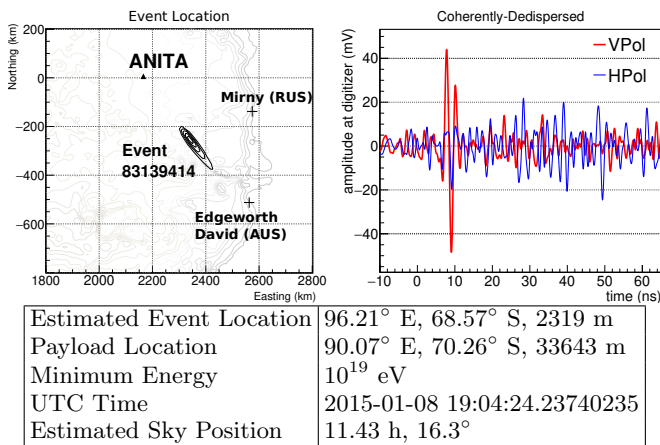 Event Location
Northing (km)
200
0
−200
−400
−600
ANITA
Mirny (RUS)
Event
83139414
Edgeworth
David (AUS)
1800 2000 2200 2400 2600 2800
Easting (km)
Coherently-Dedispersed
amplitude at digitizer (mV)
40
20
0
−20
−40
VPol
HPol
−10 0 10 20 30 40 50 60
time (ns)
Estimated Event Location 96.21° E, 68.57° S, 2319 m
Payload Location 90.07° E, 70.26° S, 33643 m
Minimum Energy 10¹⁹ eV
UTC Time 2015-01-08 19:04:24.23740235
Estimated Sky Position 11.43 h, 16.3°